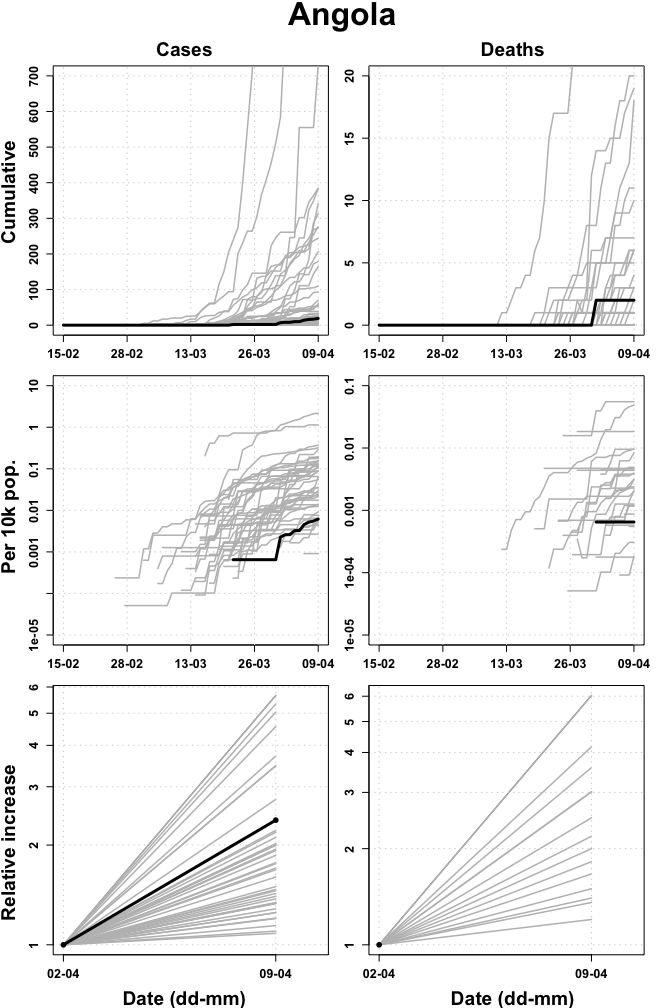 Angola
Cases
Deaths
Cumulative
700
600
500
400
300
200
100
0
15-02 28-02 13-03 26-03 09-04
20
15
10
5
0
15-02 28-02 13-03 26-03 09-04
Per 10k pop.
10
1
0.1
0.01
0.001
1e-05
15-02 28-02 13-03 26-03 09-04
0.1
0.01
0.001
1e-04
1e-05
15-02 28-02 13-03 26-03 09-04
Relative increase
6
5
4
3
2
1
02-04 09-04
6
5
4
3
2
1
02-04 09-04
Date (dd-mm)
Date (dd-mm)